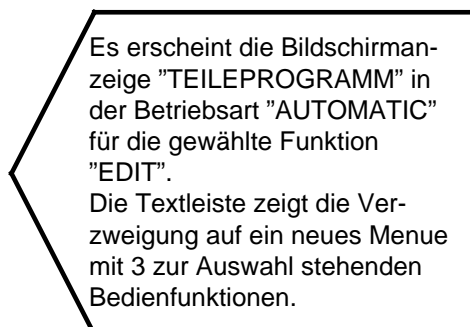 Es erscheint die Bildschirman-
zeige ”TEILEPROGRAMM” in
der Betriebsart ”AUTOMATIC”
für die gewählte Funktion
”EDIT”.
Die Textleiste zeigt die Ver-
zweigung auf ein neues Menue
mit 3 zur Auswahl stehenden
Bedienfunktionen.